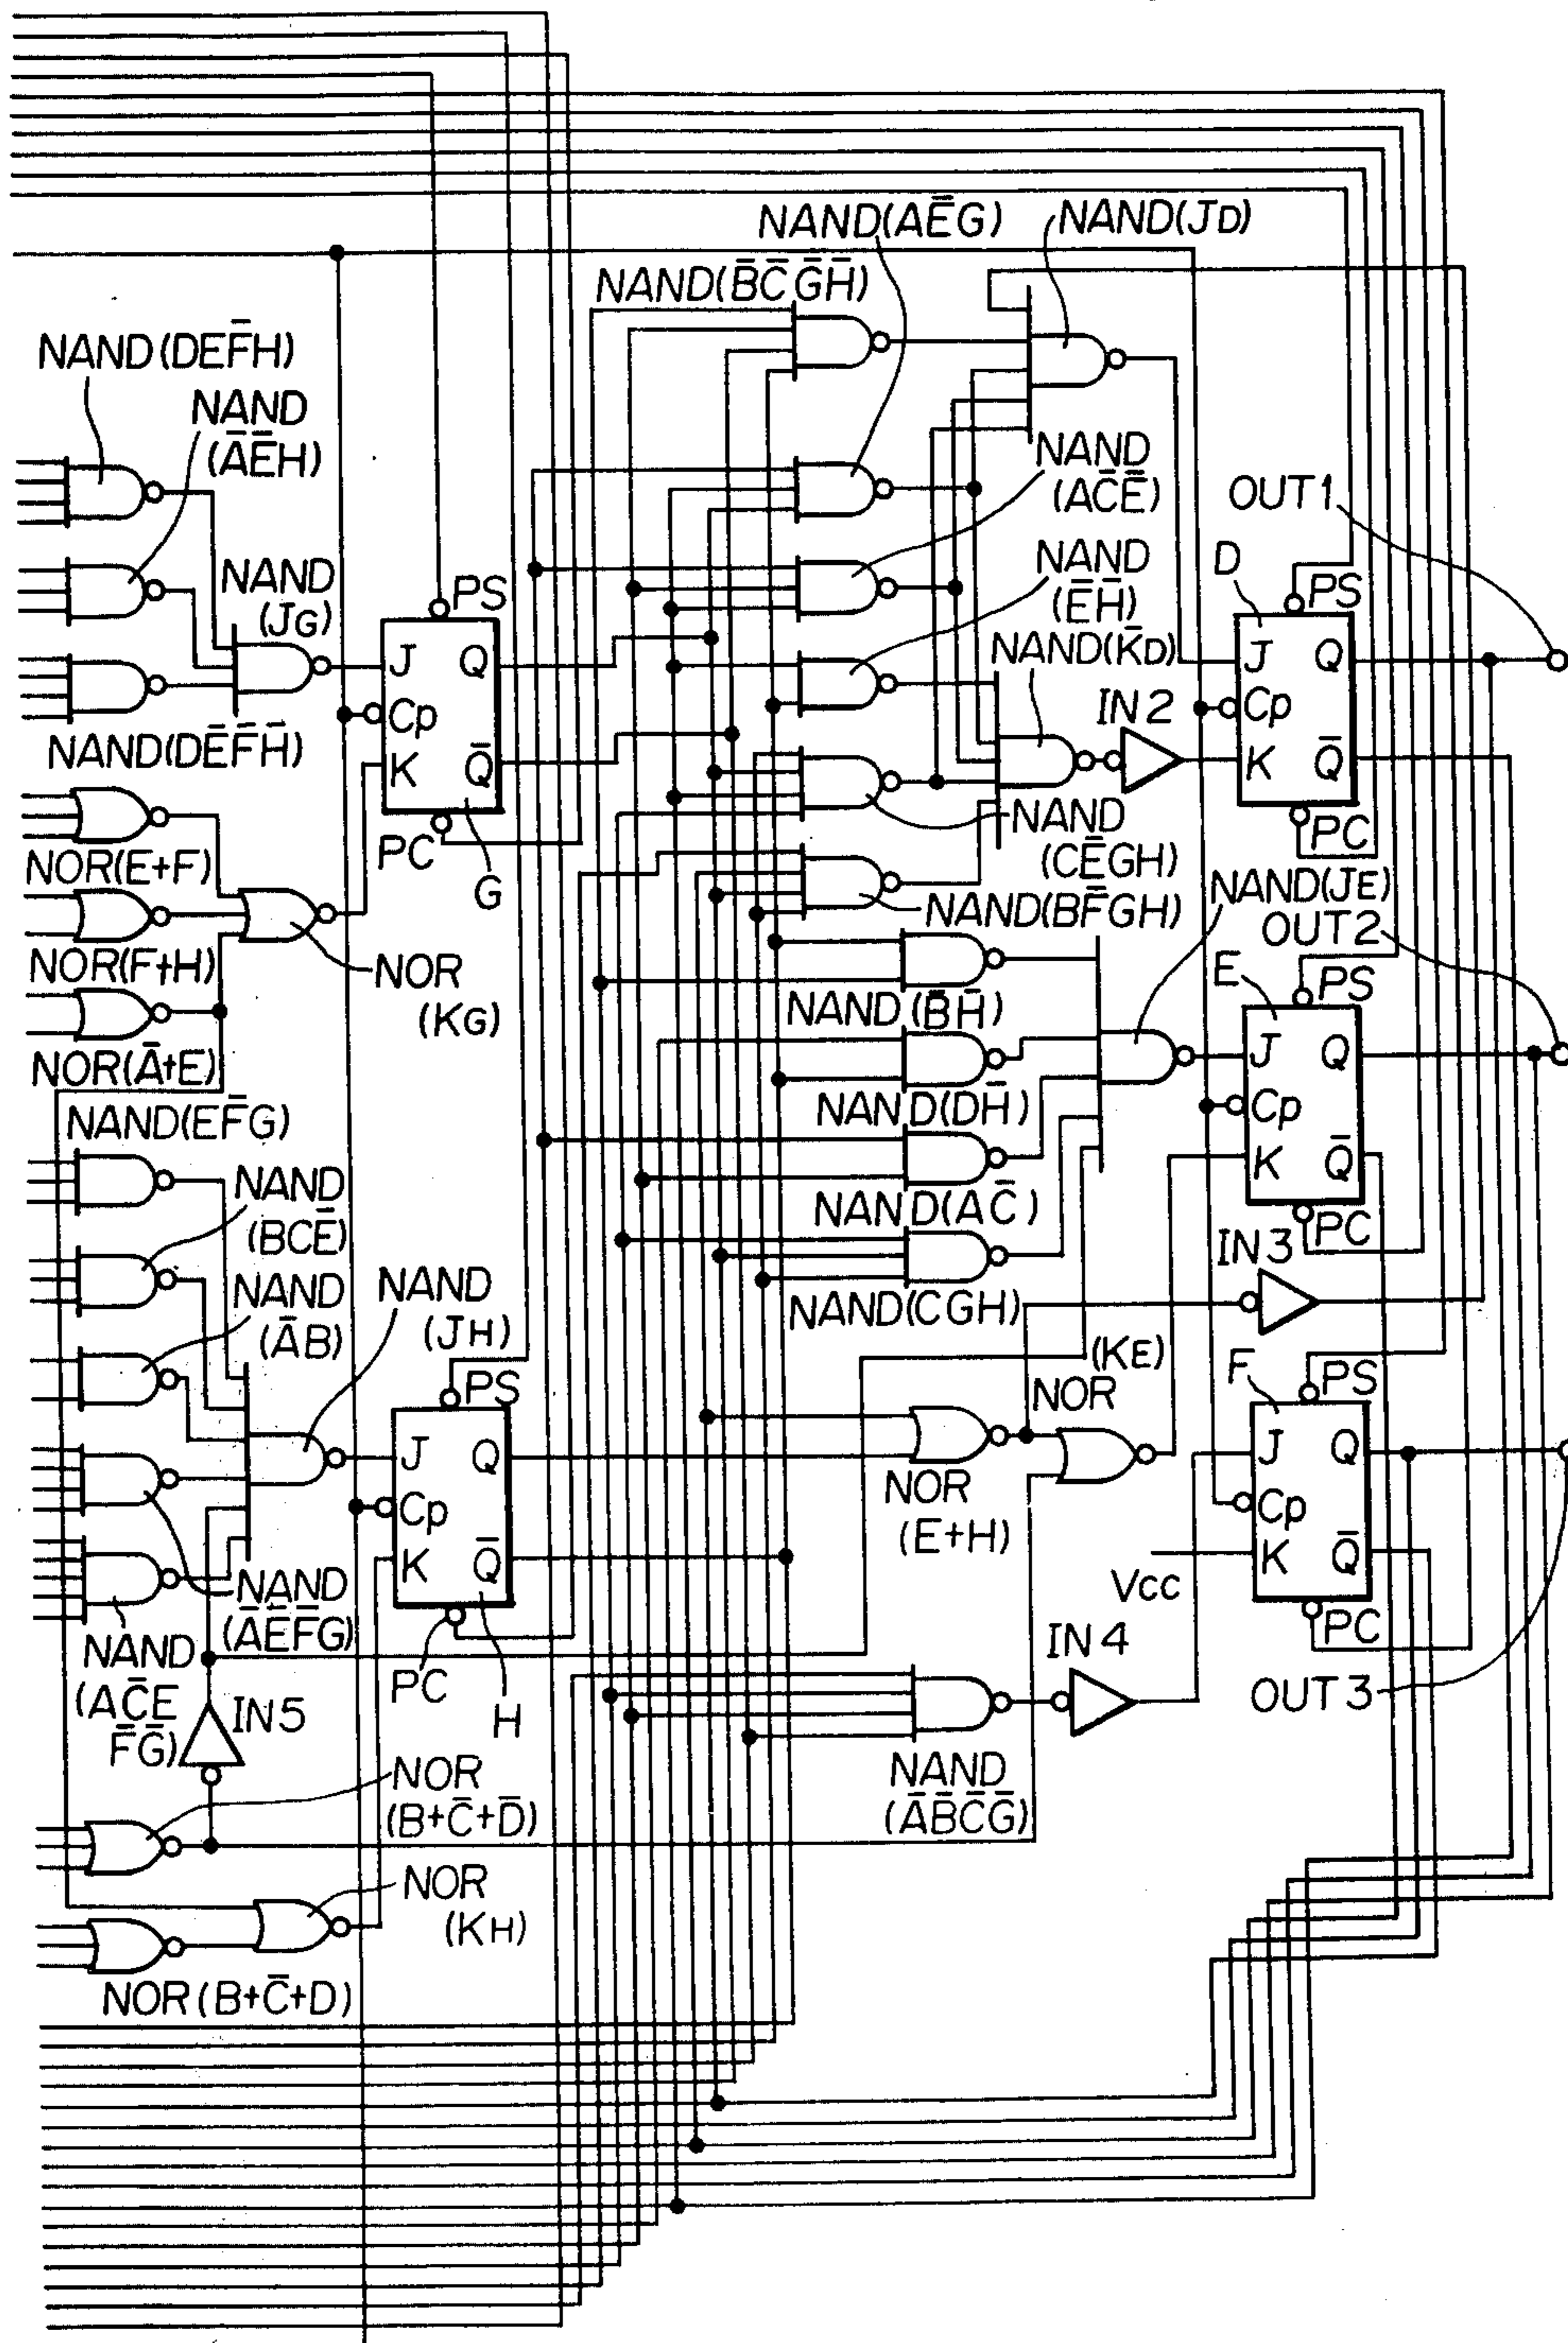 NAND(AĒG)
NAND(JD)
NAND(B̄C̄ḠH̄)
NAND(DEF̄H)
NAND
(ĀĒH)
NAND
(AC̄Ē)
OUT1
NAND
(JG)
NAND
(ĒH̄)
D
PS
PS
NAND(K̄D)
IN2
J
Q
Cp
K
Q̄
PC
G
J
Q
Cp
K
Q̄
PC
NAND(DĒF̄H̄)
NOR(E+F)
NAND
(CĒGH)
NAND(BF̄GH)
NAND(JE)
OUT2
NOR(F+H)
NOR
(KG)
NOR(Ā+E)
E
PS
NAND(B̄H̄)
J
Q
Cp
K
Q̄
PC
NAND(DH̄)
NAND(EF̄G)
NAND
(BCĒ)
NAND(AC̄)
NAND
(ĀB)
NAND
(JH)
NAND(CGH)
IN3
(KE)
NOR
F
PS
PS
J
Q
Cp
K
Q̄
PC
H
NOR
(E+H)
J
Q
Cp
K
Q̄
PC
Vcc
NAND
(ĀĒF̄G)
NAND
(AC̄E
F̄Ḡ)
IN5
IN4
OUT3
NAND
(ĀB̄C̄Ḡ)
NOR
(B+C̄+D̄)
NOR
(KH)
NOR(B+C̄+D)